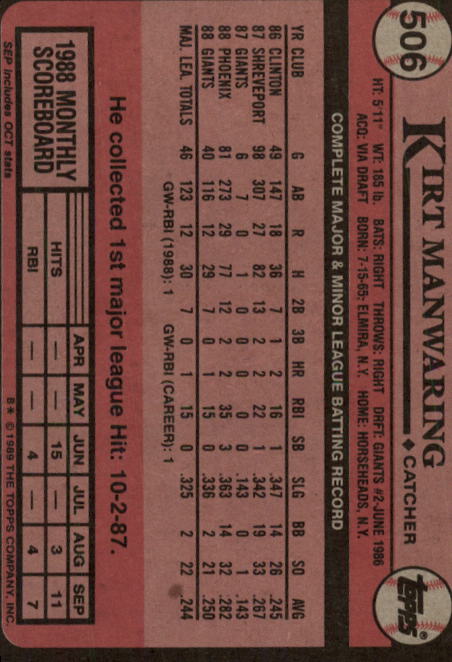 506
KIRT MANWARING ◆CATCHER
Topps®
HT: 5'11" WT: 185 lb. BATS: RIGHT THROWS: RIGHT DRFT: GIANTS #2-JUNE 1986
ACQ: VIA DRAFT BORN: 7-15-65, ELMIRA, N.Y. HOME: HORSEHEADS, N.Y.
COMPLETE MAJOR & MINOR LEAGUE BATTING RECORD
YR CLUB G AB R H 2B 3B HR RBI SB SLG BB SO AVG
86 CLINTON 49 147 18 36 7 1 2 16 1 .347 14 26 .245
87 SHREVEPORT 98 307 27 82 13 2 2 22 1 .342 19 33 .267
87 GIANTS 6 7 0 1 0 0 0 0 0 .143 0 1 .143
88 PHOENIX 81 273 29 77 12 2 2 35 3 .363 14 32 .282
88 GIANTS 40 116 12 29 7 0 1 15 0 .336 2 21 .250
MAJ. LEA. TOTALS 46 123 12 30 7 0 1 15 0 .325 2 22 .244
GW-RBI (1988): 1 GW-RBI (CAREER): 1
He collected 1st major league Hit: 10-2-87.
1988 MONTHLY
SCOREBOARD
APR MAY JUN JUL AUG SEP
HITS — — 15 — 3 11
RBI — — 4 — 4 7
SEP includes OCT stats
B* © 1989 THE TOPPS COMPANY, INC.